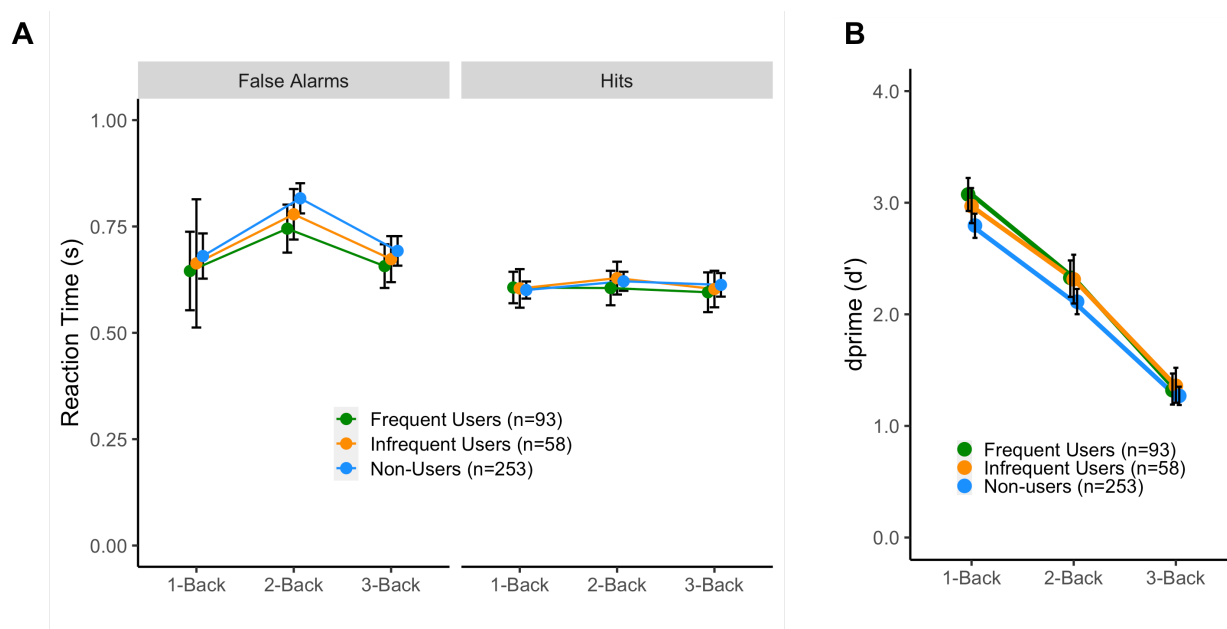 A
False Alarms
Hits
Reaction Time (s)
1.00
0.75
0.50
0.25
0.00
Frequent Users (n=93)
Infrequent Users (n=58)
Non-Users (n=253)
1-Back 2-Back 3-Back
1-Back 2-Back 3-Back
B
dprime (d')
4.0
3.0
2.0
1.0
0.0
Frequent Users (n=93)
Infrequent Users (n=58)
Non-users (n=253)
1-Back 2-Back 3-Back